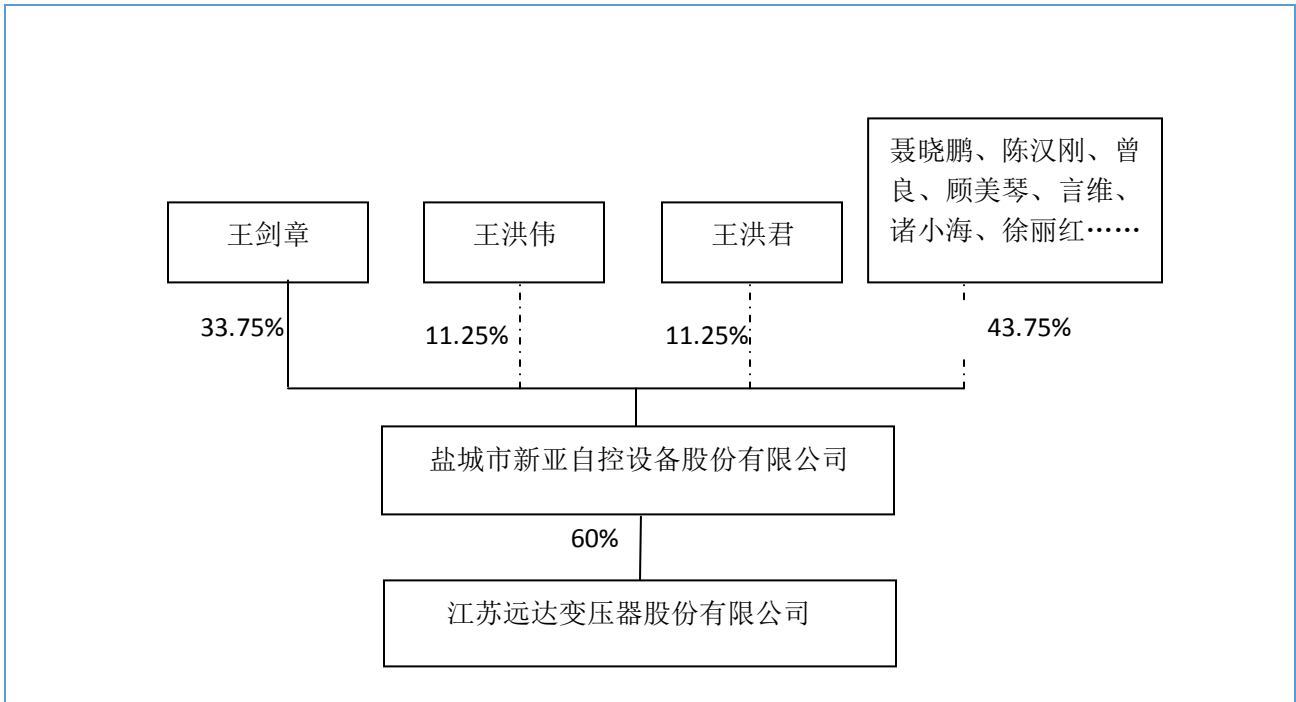 聂晓鹏、陈汉刚、曾
良、顾美琴、言维、
诸小海、徐丽红……
王剑章
王洪伟
王洪君
33.75%
11.25%
11.25%
43.75%
盐城市新亚自控设备股份有限公司
60%
江苏远达变压器股份有限公司